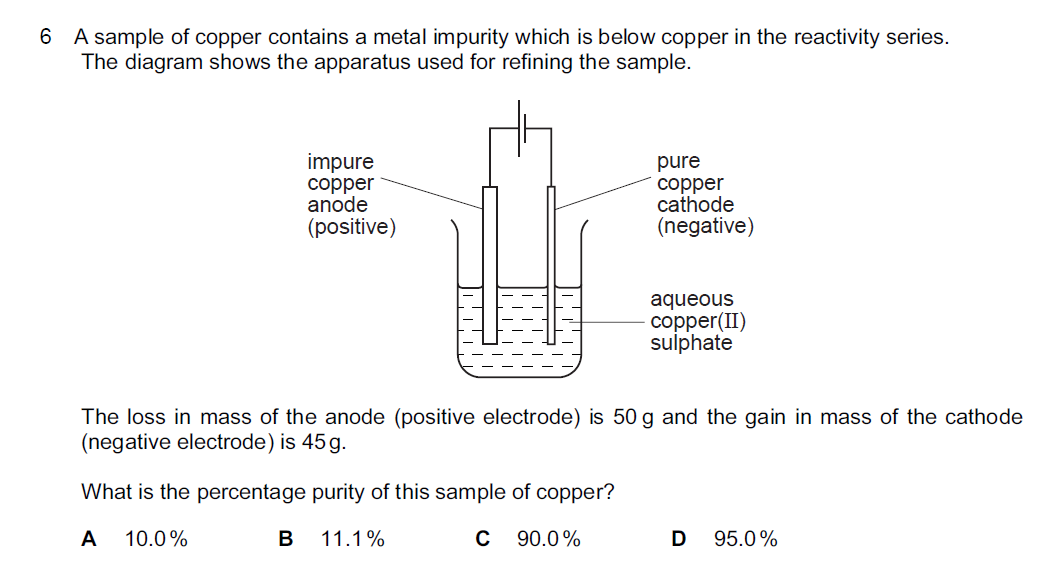 6 A sample of copper contains a metal impurity which is below copper in the reactivity series.
The diagram shows the apparatus used for refining the sample.
impure
copper
anode
(positive)
pure
copper
cathode
(negative)
aqueous
copper(II)
sulphate
The loss in mass of the anode (positive electrode) is 50 g and the gain in mass of the cathode
(negative electrode) is 45 g.
What is the percentage purity of this sample of copper?
A 10.0 % B 11.1 % C 90.0 % D 95.0 %